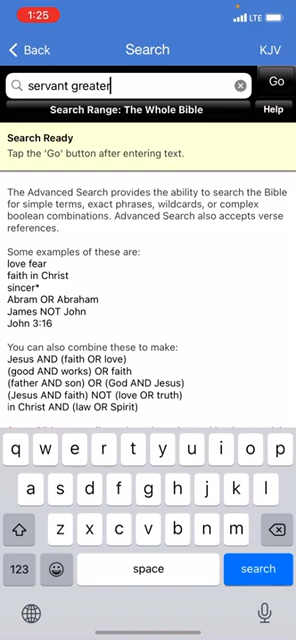 1:25
LTE
Back Search KJV
servant greater Go
Search Range: The Whole Bible Help
Search Ready
Tap the 'Go' button after entering text.
The Advanced Search provides the ability to search the Bible
for simple terms, exact phrases, wildcards, or complex
boolean combinations. Advanced Search also accepts verse
references.
Some examples of these are:
love fear
faith in Christ
sincer*
Abram OR Abraham
James NOT John
John 3:16
You can also combine these to make:
Jesus AND (faith OR love)
(good AND works) OR faith
(father AND son) OR (God AND Jesus)
(Jesus AND faith) NOT (love OR truth)
in Christ AND (law OR Spirit)
q w e r t y u i o p
a s d f g h j k l
z x c v b n m
123 space search